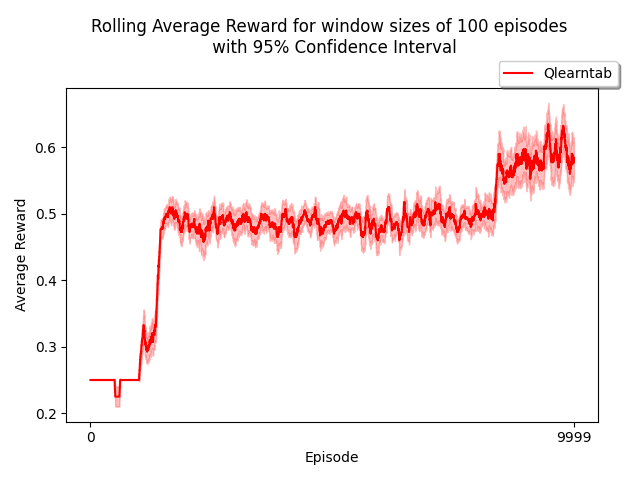 Rolling Average Reward for window sizes of 100 episodes
with 95% Confidence Interval
Qlearntab
Average Reward
0.6
0.5
0.4
0.3
0.2
0
9999
Episode